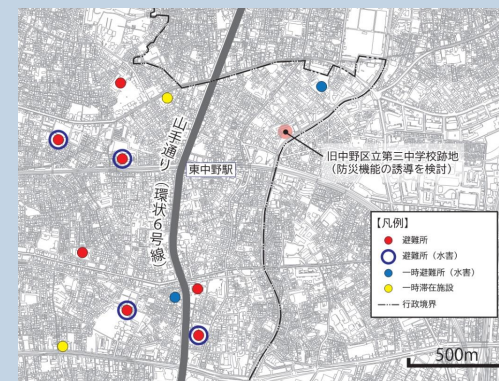 山手通り(環状6号線)
東中野駅
旧中野区立第三中学校跡地
(防災機能の誘導を検討)
【凡例】
避難所
避難所(水害)
一時避難所(水害)
一時滞在施設
行政境界
500m